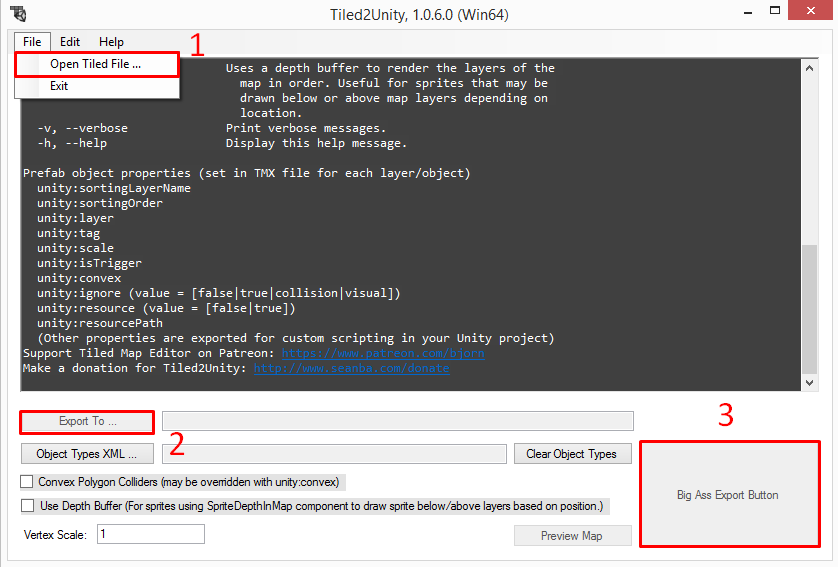 Tiled2Unity, 1.0.6.0 (Win64)
File Edit Help
1
Open Tiled File ...
Exit
Uses a depth buffer to render the layers of the
map in order. Useful for sprites that may be
drawn below or above map layers depending on
location.
-v, --verbose Print verbose messages.
-h, --help Display this help message.
Prefab object properties (set in TMX file for each layer/object)
unity:sortingLayerName
unity:sortingOrder
unity:layer
unity:tag
unity:scale
unity:isTrigger
unity:convex
unity:ignore (value = [false|true|collision|visual])
unity:resource (value = [false|true])
unity:resourcePath
(Other properties are exported for custom scripting in your Unity project)
Support Tiled Map Editor on Patreon: https://www.patreon.com/bjorn
Make a donation for Tiled2Unity: http://www.seanba.com/donate
Export To ...
2
3
Object Types XML ... Clear Object Types
Convex Polygon Colliders (may be overridden with unity:convex)
Big Ass Export Button
Use Depth Buffer (For sprites using SpriteDepthInMap component to draw sprite below/above layers based on position.)
Vertex Scale: 1 Preview Map